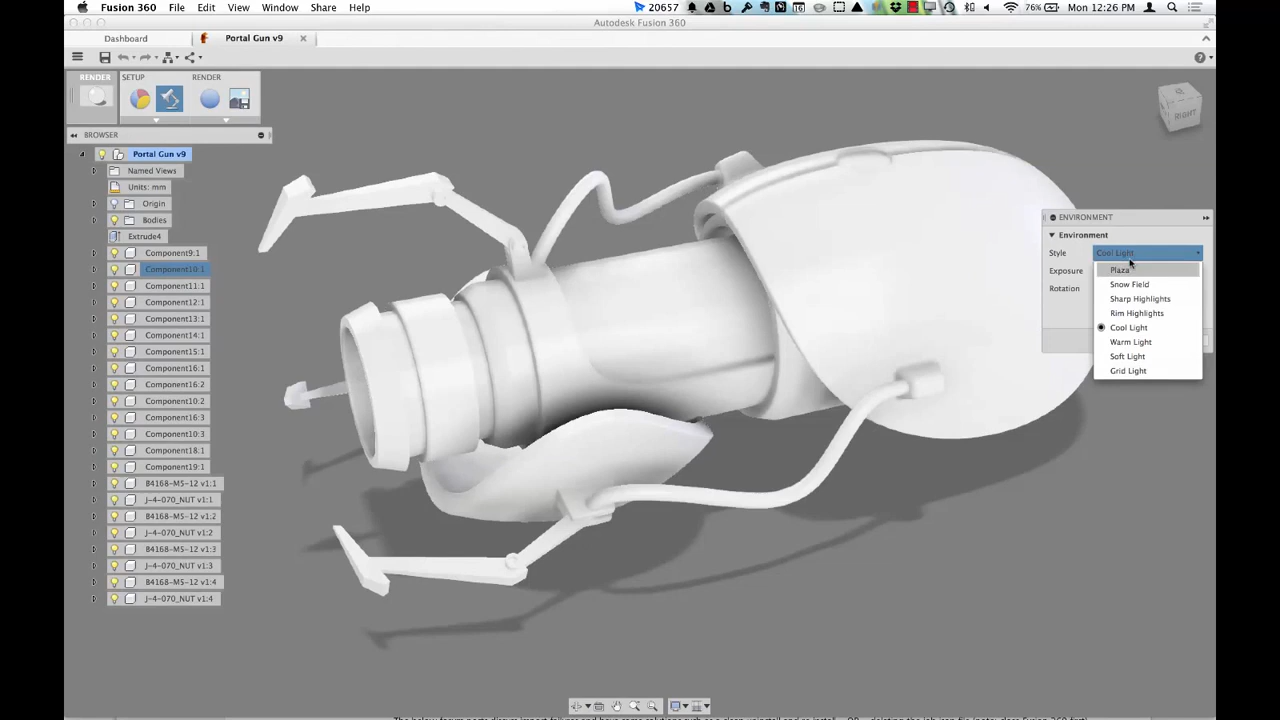 Fusion 360 File Edit View Window Share Help 20657 76% Mon 12:26 PM
Autodesk Fusion 360
Dashboard Portal Gun v9
RENDER SETUP RENDER
BROWSER
Portal Gun v9
Named Views
Units: mm
Origin
Bodies
Extrude4
Component9:1
Component10:1
Component11:1
Component12:1
Component13:1
Component14:1
Component15:1
Component16:1
Component16:2
Component10:2
Component16:3
Component10:3
Component18:1
Component19:1
B4168-M5-12 v1:1
J-4-070_NUT v1:1
B4168-M5-12 v1:2
J-4-070_NUT v1:2
B4168-M5-12 v1:3
J-4-070_NUT v1:3
B4168-M5-12 v1:4
J-4-070_NUT v1:4
RIGHT
ENVIRONMENT
Environment
Style Cool Light
Exposure
Rotation
Plaza
Snow Field
Sharp Highlights
Rim Highlights
Cool Light
Warm Light
Soft Light
Grid Light